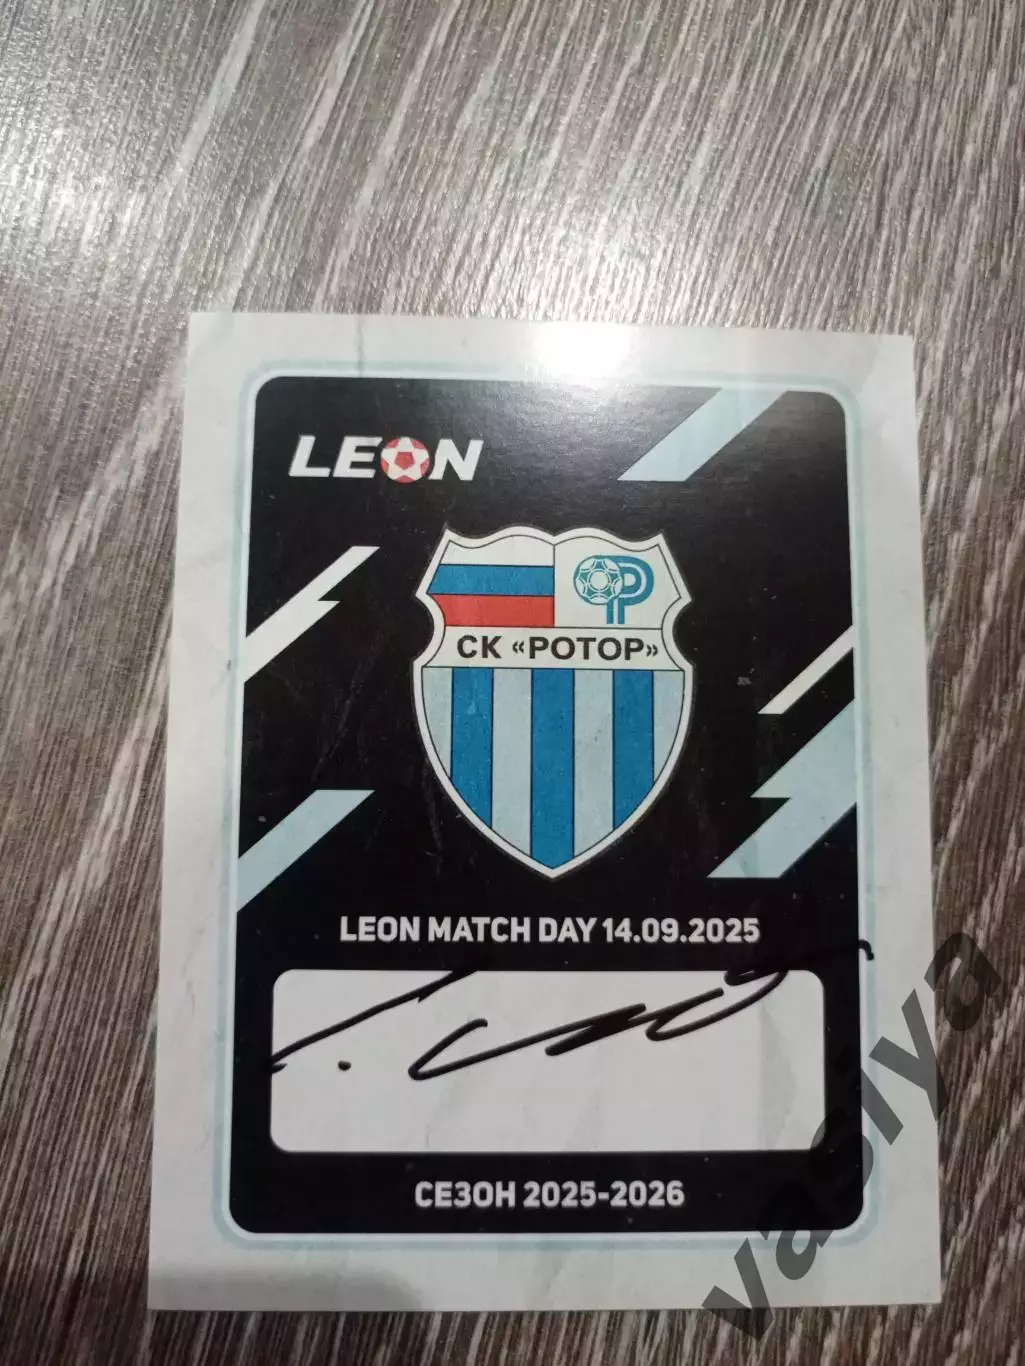 LEON
СК «РОТОР»
LEON MATCH DAY 14.09.2025
СЕЗОН 2025-2026
vasiya